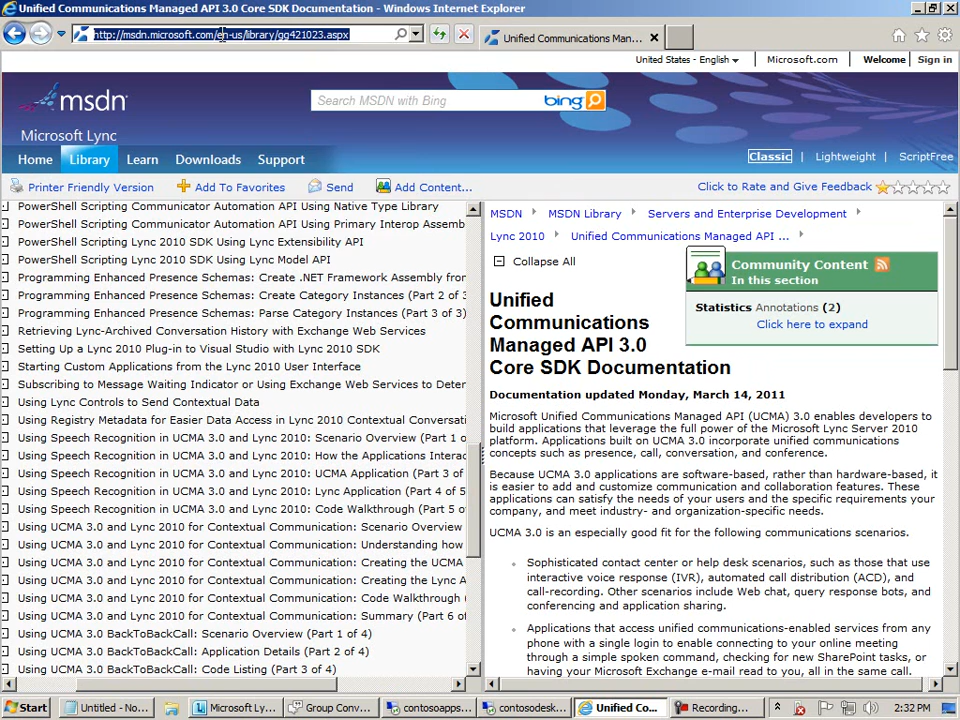 Unified Communications Managed API 3.0 Core SDK Documentation - Windows Internet Explorer
http://msdn.microsoft.com/en-us/library/gg421023.aspx
Unified Communications Man...
United States - English
Microsoft.com
Welcome
Sign in
msdn
Search MSDN with Bing
bing
Microsoft Lync
Home
Library
Learn
Downloads
Support
Classic
Lightweight
ScriptFree
Printer Friendly Version
Add To Favorites
Send
Add Content...
Click to Rate and Give Feedback
PowerShell Scripting Communicator Automation API Using Native Type Library
PowerShell Scripting Communicator Automation API Using Primary Interop Assemb
PowerShell Scripting Lync 2010 SDK Using Lync Extensibility API
PowerShell Scripting Lync 2010 SDK Using Lync Model API
Programming Enhanced Presence Schemas: Create .NET Framework Assembly from
Programming Enhanced Presence Schemas: Create Category Instances (Part 2 of 3
Programming Enhanced Presence Schemas: Parse Category Instances (Part 3 of 3)
Retrieving Lync-Archived Conversation History with Exchange Web Services
Setting Up a Lync 2010 Plug-in to Visual Studio with Lync 2010 SDK
Starting Custom Applications from the Lync 2010 User Interface
Subscribing to Message Waiting Indicator or Using Exchange Web Services to Deter
Using Lync Controls to Send Contextual Data
Using Registry Metadata for Easier Data Access in Lync 2010 Contextual Conversati
Using Speech Recognition in UCMA 3.0 and Lync 2010: Scenario Overview (Part 1 o
Using Speech Recognition in UCMA 3.0 and Lync 2010: How the Applications Interac
Using Speech Recognition in UCMA 3.0 and Lync 2010: UCMA Application (Part 3 of
Using Speech Recognition in UCMA 3.0 and Lync 2010: Lync Application (Part 4 of 5
Using Speech Recognition in UCMA 3.0 and Lync 2010: Code Walkthrough (Part 5 o
Using UCMA 3.0 and Lync 2010 for Contextual Communication: Scenario Overview
Using UCMA 3.0 and Lync 2010 for Contextual Communication: Understanding how
Using UCMA 3.0 and Lync 2010 for Contextual Communication: Creating the UCMA
Using UCMA 3.0 and Lync 2010 for Contextual Communication: Creating the Lync A
Using UCMA 3.0 and Lync 2010 for Contextual Communication: Code Walkthrough (
Using UCMA 3.0 and Lync 2010 for Contextual Communication: Summary (Part 6 of
Using UCMA 3.0 BackToBackCall: Scenario Overview (Part 1 of 4)
Using UCMA 3.0 BackToBackCall: Application Details (Part 2 of 4)
Using UCMA 3.0 BackToBackCall: Code Listing (Part 3 of 4)
MSDN
MSDN Library
Servers and Enterprise Development
Lync 2010
Unified Communications Managed API ...
Collapse All
Community Content
In this section
Statistics Annotations (2)
Click here to expand
Unified
Communications
Managed API 3.0
Core SDK Documentation
Documentation updated Monday, March 14, 2011
Microsoft Unified Communications Managed API (UCMA) 3.0 enables developers to
build applications that leverage the full power of the Microsoft Lync Server 2010
platform. Applications built on UCMA 3.0 incorporate unified communications
concepts such as presence, call, conversation, and conference.
Because UCMA 3.0 applications are software-based, rather than hardware-based, it
is easier to add and customize communication and collaboration features. These
applications can satisfy the needs of your users and the specific requirements your
company, and meet industry- and organization-specific needs.
UCMA 3.0 is an especially good fit for the following communications scenarios.
Sophisticated contact center or help desk scenarios, such as those that use
interactive voice response (IVR), automated call distribution (ACD), and
call-recording. Other scenarios include Web chat, query response bots, and
conferencing and application sharing.
Applications that access unified communications-enabled services from any
phone with a single login to enable connecting to your online meeting
through a simple spoken command, checking for new SharePoint tasks, or
having your Microsoft Exchange e-mail read to you, all in the same call.
Start
Untitled - No...
Microsoft Ly...
Group Conv...
contosoapps...
contosodesk...
Unified Co...
Recording...
2:32 PM